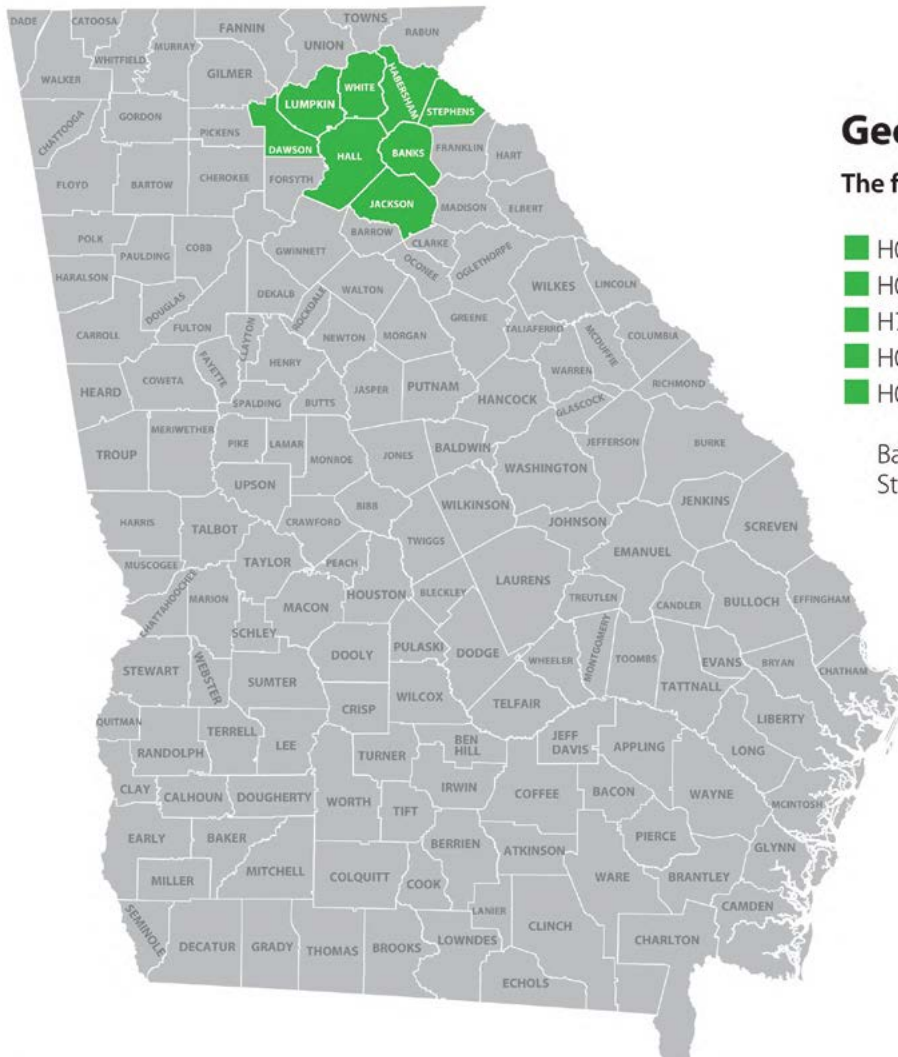 DADE
CATOOSA
FANNIN
TOWNS
RABUN
WHITFIELD
MURRAY
UNION
WALKER
GILMER
WHITE
HABERSHAM
LUMPKIN
STEPHENS
CHATTOOGA
GORDON
PICKENS
DAWSON
HALL
BANKS
FRANKLIN
HART
FLOYD
BARTOW
CHEROKEE
FORSYTH
JACKSON
MADISON
ELBERT
POLK
PAULDING
COBB
GWINNETT
BARROW
CLARKE
OCONEE
OGLETHORPE
HARALSON
DOUGLAS
DEKALB
ROCKDALE
WALTON
WILKES
LINCOLN
CARROLL
FULTON
CLAYTON
NEWTON
MORGAN
GREENE
TALIAFERRO
MCDUFFIE
COLUMBIA
HEARD
COWETA
FAYETTE
HENRY
JASPER
PUTNAM
HANCOCK
WARREN
GLASCOCK
RICHMOND
SPALDING
BUTTS
TROUP
MERIWETHER
PIKE
LAMAR
MONROE
JONES
BALDWIN
WASHINGTON
JEFFERSON
BURKE
UPSON
BIBB
WILKINSON
JENKINS
SCREVEN
HARRIS
TALBOT
CRAWFORD
TWIGGS
JOHNSON
EMANUEL
MUSCOGEE
TAYLOR
PEACH
HOUSTON
BLECKLEY
LAURENS
TREUTLEN
CANDLER
BULLOCH
EFFINGHAM
CHATTAHOOCHEE
MARION
MACON
SCHLEY
DOOLY
PULASKI
DODGE
WHEELER
MONTGOMERY
TOOMBS
EVANS
BRYAN
CHATHAM
STEWART
WEBSTER
SUMTER
CRISP
WILCOX
TELFAIR
TATTNALL
LIBERTY
QUITMAN
RANDOLPH
TERRELL
LEE
TURNER
BEN
HILL
JEFF
DAVIS
APPLING
LONG
CLAY
CALHOUN
DOUGHERTY
WORTH
TIFT
IRWIN
COFFEE
BACON
WAYNE
MCINTOSH
EARLY
BAKER
MITCHELL
COLQUITT
BERRIEN
COOK
ATKINSON
PIERCE
WARE
BRANTLEY
GLYNN
MILLER
LANIER
CLINCH
CAMDEN
SEMINOLE
DECATUR
GRADY
THOMAS
BROOKS
LOWNDES
ECHOLS
CHARLTON
The f
Ba
St